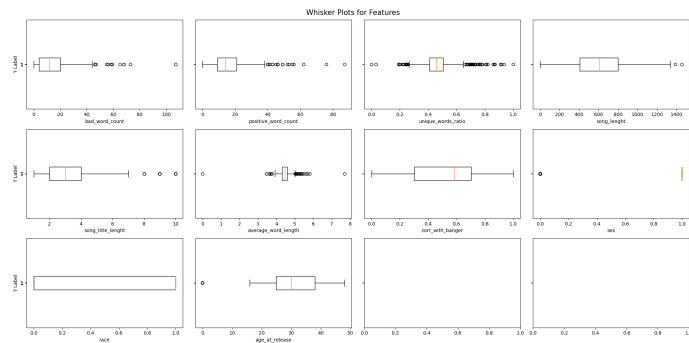 Whisker Plots for Features
Y Label
1
0 20 40 60 80 100
bad_word_count
0 20 40 60 80
positive_word_count
0.0 0.2 0.4 0.6 0.8 1.0
unique_words_ratio
0 200 400 600 800 1000 1200 1400
song_lenght
Y Label
1
2 4 6 8 10
song_title_lenght
0 1 2 3 4 5 6 7 8
average_word_length
0.0 0.2 0.4 0.6 0.8 1.0
corr_with_banger
0.0 0.2 0.4 0.6 0.8 1.0
sex
Y Label
1
0.0 0.2 0.4 0.6 0.8 1.0
race
0 10 20 30 40 50
age_at_release
0.0 0.2 0.4 0.6 0.8 1.0
0.0 0.2 0.4 0.6 0.8 1.0